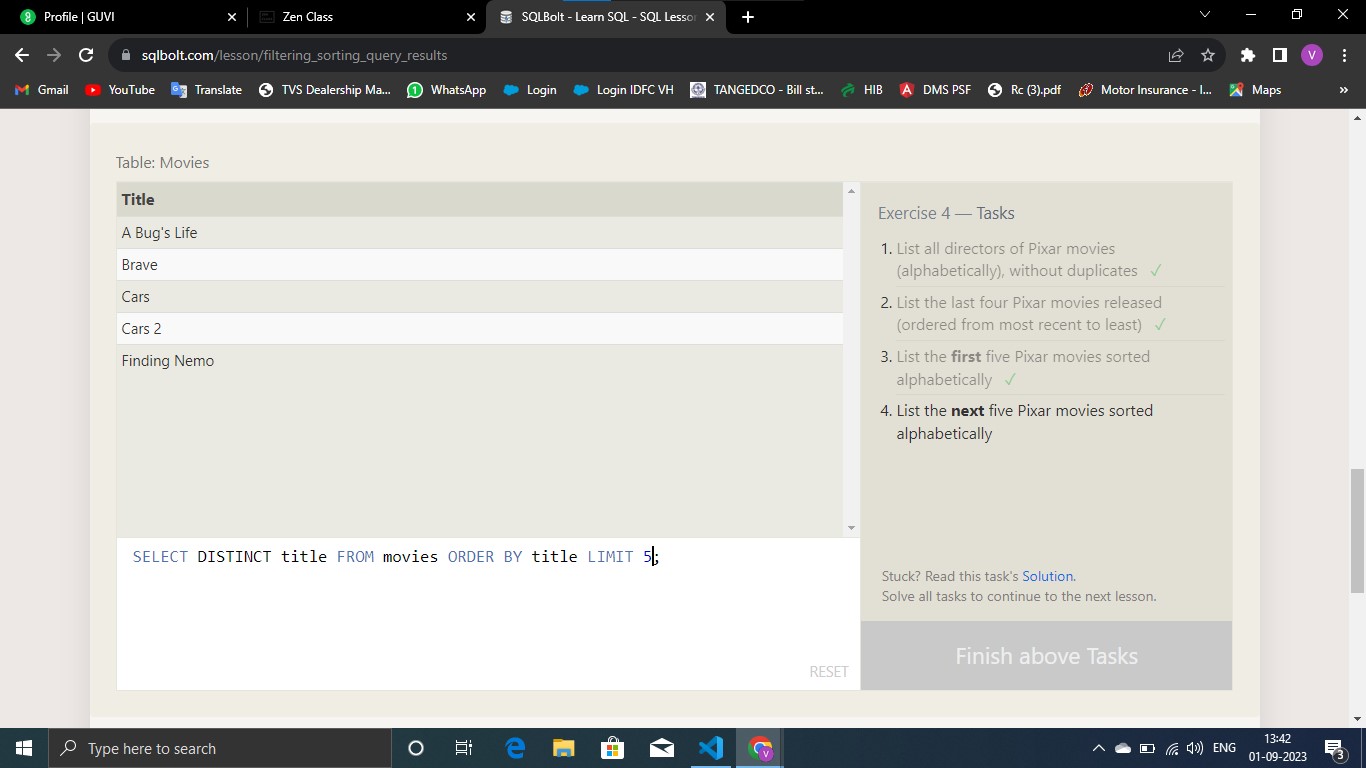 Profile | GUVI
Zen Class
SQLBolt - Learn SQL - SQL Lesson
sqlbolt.com/lesson/filtering_sorting_query_results
V
Gmail
YouTube
Translate
TVS Dealership Ma...
WhatsApp
Login
Login IDFC VH
TANGEDCO - Bill st...
HIB
DMS PSF
Rc (3).pdf
Motor Insurance - I...
Maps
»
Table: Movies
Title
A Bug's Life
Brave
Cars
Cars 2
Finding Nemo
SELECT DISTINCT title FROM movies ORDER BY title LIMIT 5;
RESET
Exercise 4 — Tasks
1. List all directors of Pixar movies
(alphabetically), without duplicates ✓
2. List the last four Pixar movies released
(ordered from most recent to least) ✓
3. List the first five Pixar movies sorted
alphabetically ✓
4. List the next five Pixar movies sorted
alphabetically
Stuck? Read this task's Solution.
Solve all tasks to continue to the next lesson.
Finish above Tasks
Type here to search
V
ENG
13:42
01-09-2023
3